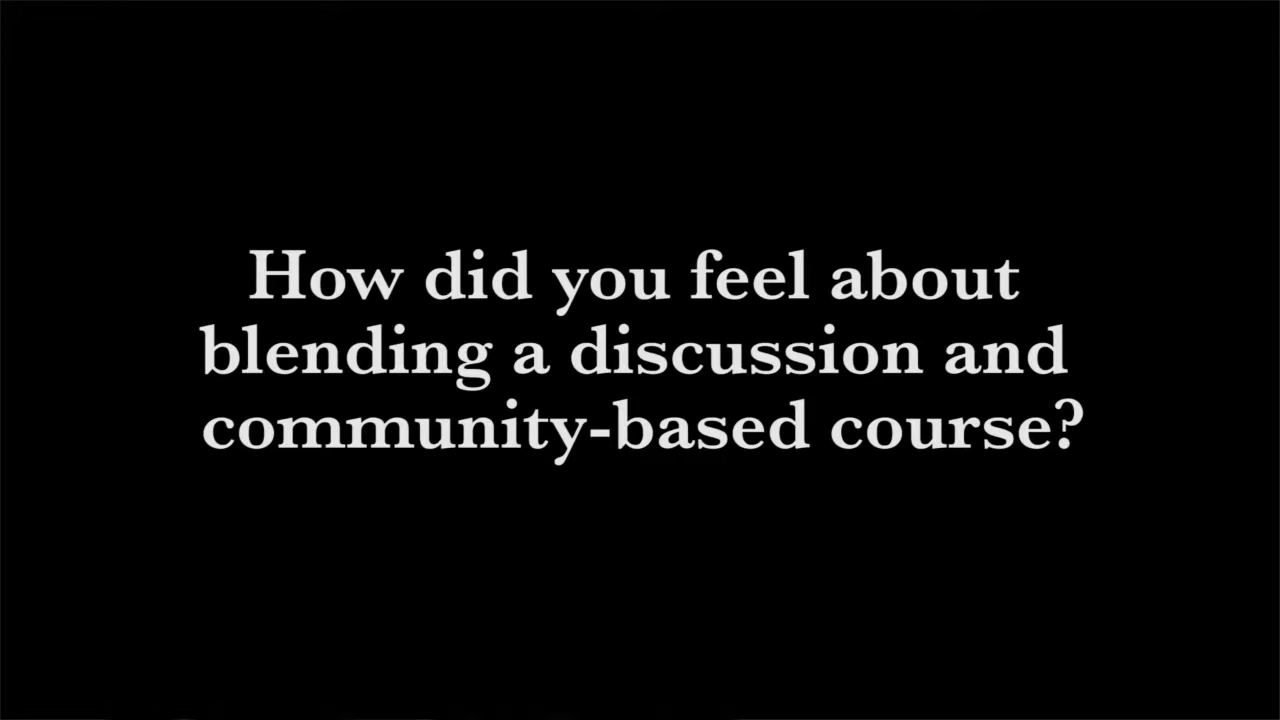 How did you feel about
blending a discussion and
community-based course?